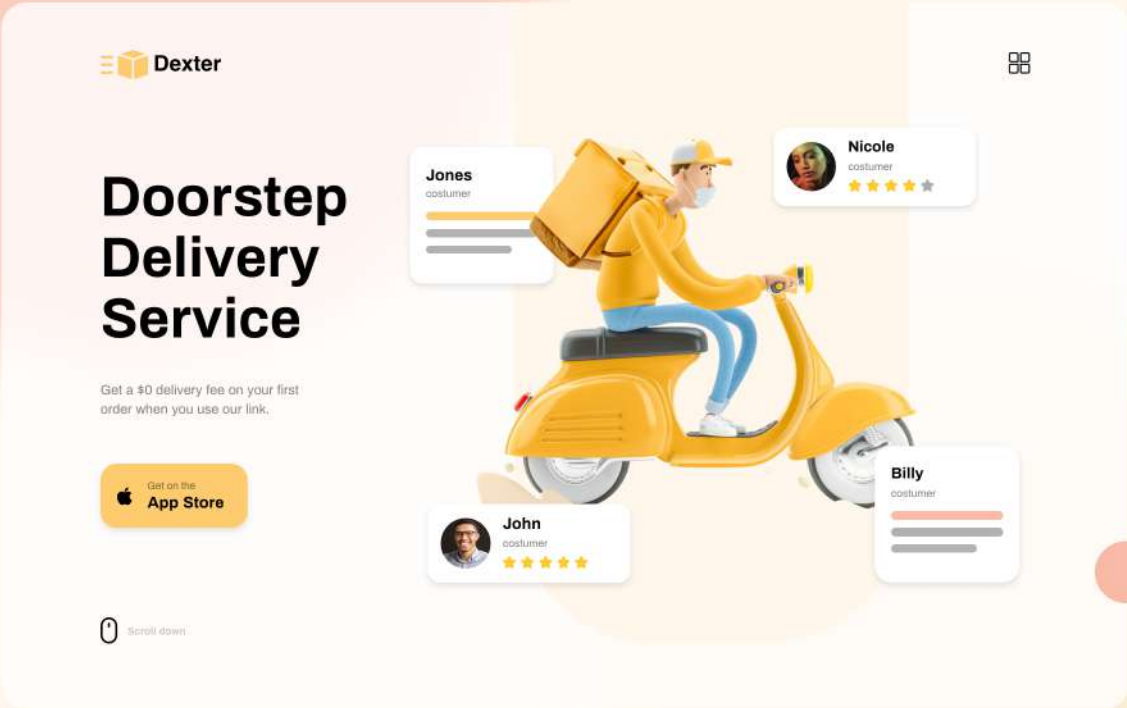 Dexter
Doorstep
Delivery
Service
Get a $0 delivery fee on your first
order when you use our link.
Get on the
App Store
Scroll down
Jones
costumer
Nicole
costumer
John
costumer
Billy
costumer